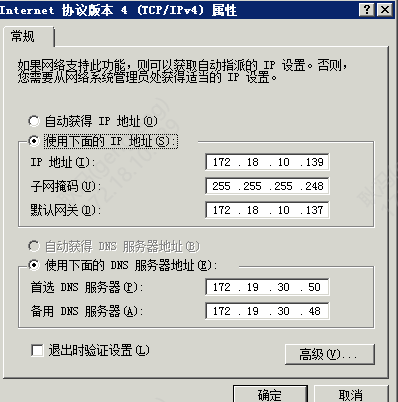 Internet 协议版本 4 (TCP/IPv4) 属性
常规
如果网络支持此功能，则可以获取自动指派的 IP 设置。否则，
您需要从网络系统管理员处获得适当的 IP 设置。
自动获得 IP 地址(O)
使用下面的 IP 地址(S):
IP 地址(I): 172 . 18 . 10 . 139
子网掩码(U): 255 . 255 . 255 . 248
默认网关(D): 172 . 18 . 10 . 137
自动获得 DNS 服务器地址(B)
使用下面的 DNS 服务器地址(E):
首选 DNS 服务器(P): 172 . 19 . 30 . 50
备用 DNS 服务器(A): 172 . 19 . 30 . 48
退出时验证设置(L)
高级(V)...
确定 取消